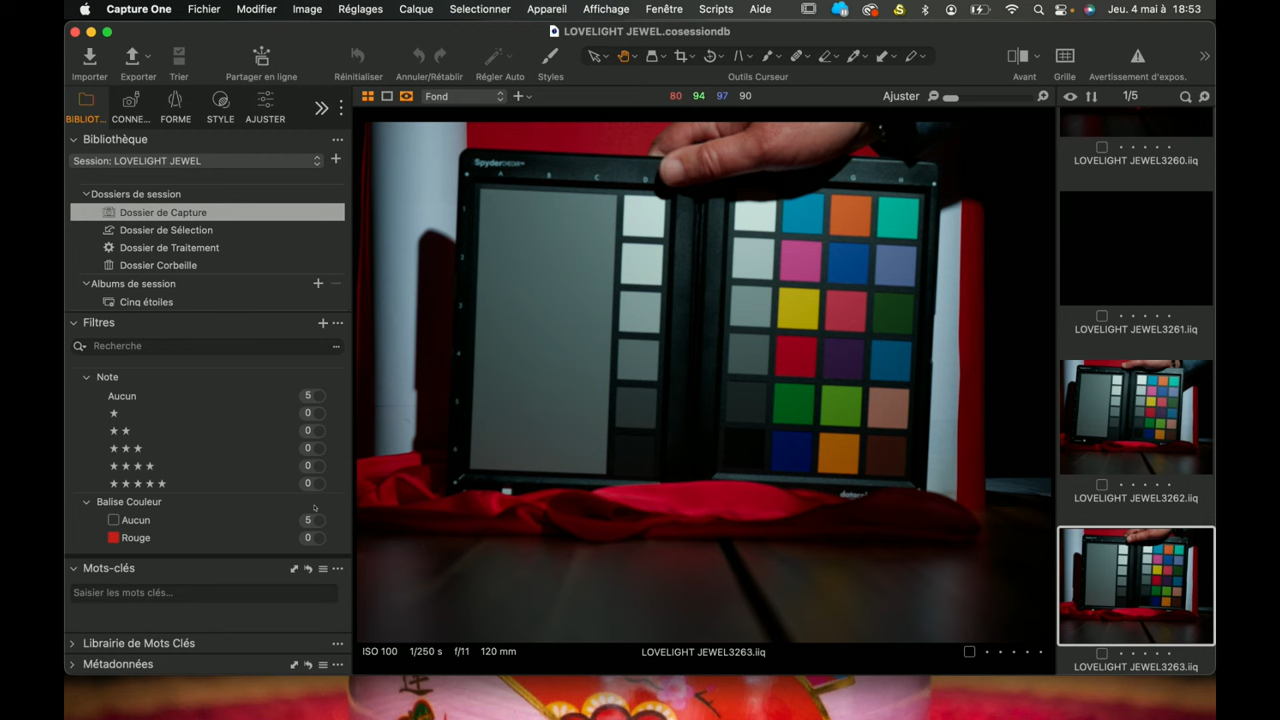 Capture One Fichier Modifier Image Réglages Calque Selectionner Appareil Affichage Fenêtre Scripts Aide Jeu. 4 mai à 18:53
LOVELIGHT JEWEL.cosessiondb
Importer Exporter Trier Partager en ligne Réinitialiser Annuler/Rétablir Régler Auto Styles Outils Curseur Avant Grille Avertissement d'expos.
BIBLIOT... CONNE... FORME STYLE AJUSTER
Fond
80 94 97 90
Ajuster
1/5
Bibliothèque
Session: LOVELIGHT JEWEL
Dossiers de session
Dossier de Capture
Dossier de Sélection
Dossier de Traitement
Dossier Corbeille
Albums de session
Cinq étoiles
Filtres
Recherche
Note
Aucun 5
★ 0
★ ★ 0
★ ★ ★ 0
★ ★ ★ ★ 0
★ ★ ★ ★ ★ 0
Balise Couleur
Aucun 5
Rouge 0
Mots-clés
Saisier les mots clés...
Librairie de Mots Clés
Métadonnées
SpyderCHECKR
A B C D G H
ISO 100 1/250 s f/11 120 mm
LOVELIGHT JEWEL3263.iiq
LOVELIGHT JEWEL3260.iiq
LOVELIGHT JEWEL3261.iiq
LOVELIGHT JEWEL3262.iiq
LOVELIGHT JEWEL3263.iiq